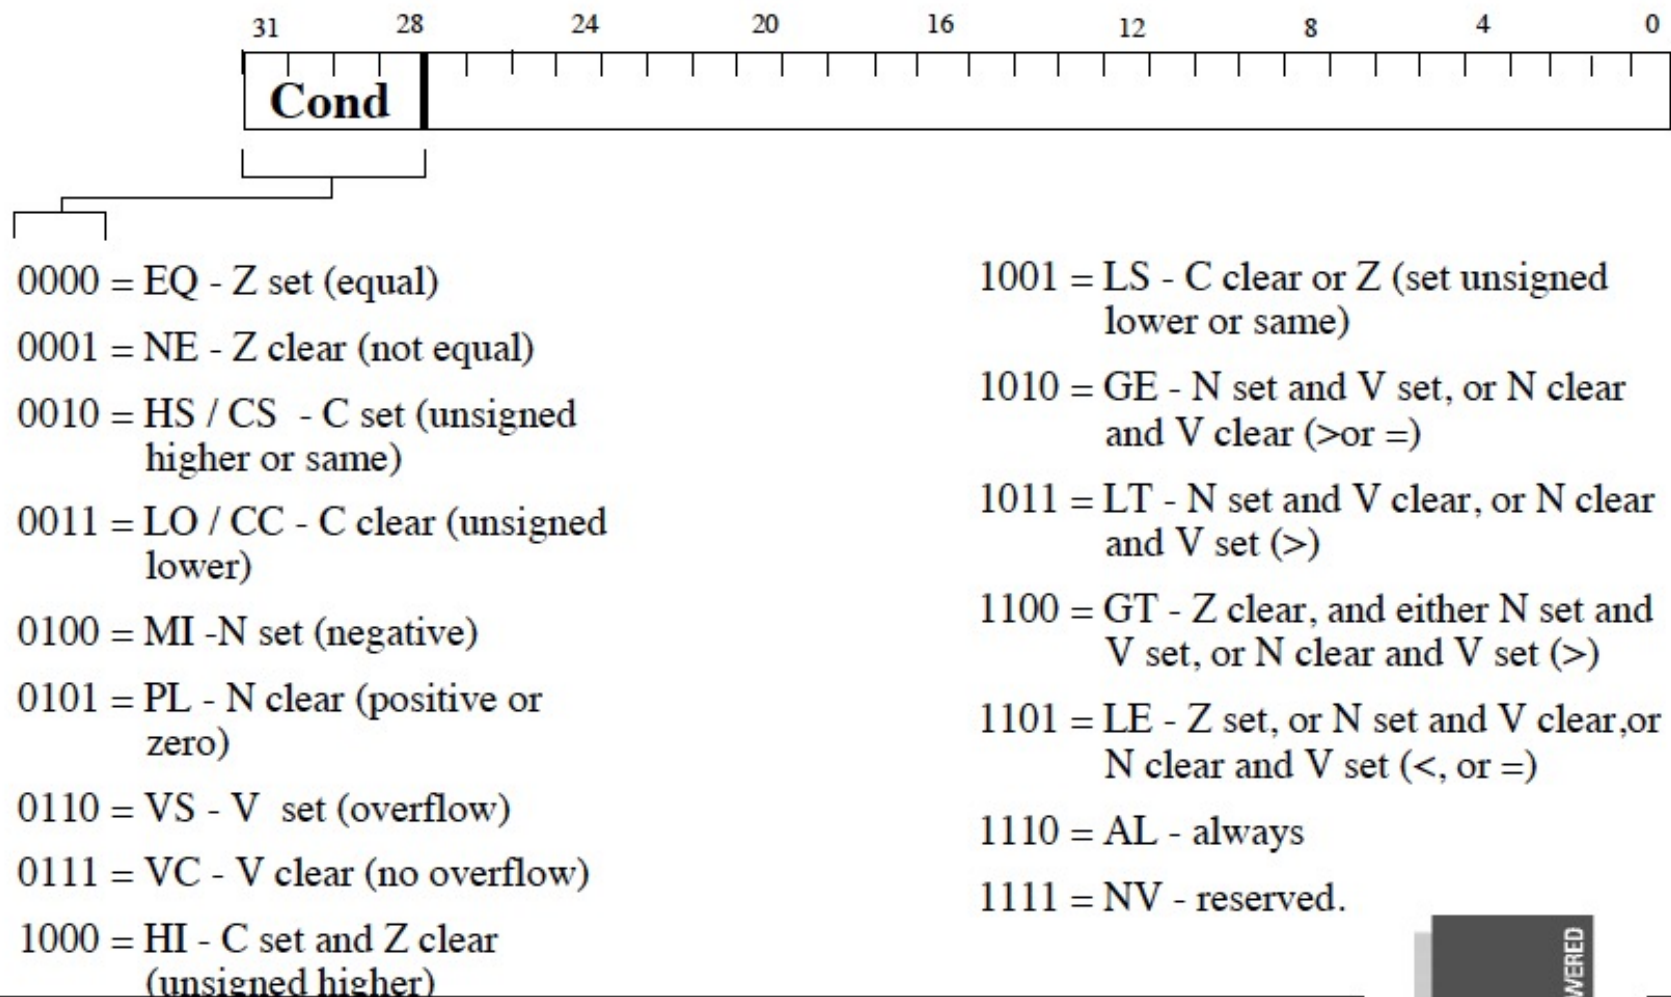 31 28 24 20 16 12 8 4 0
Cond
0000 = EQ - Z set (equal)
0001 = NE - Z clear (not equal)
0010 = HS / CS - C set (unsigned
higher or same)
0011 = LO / CC - C clear (unsigned
lower)
0100 = MI -N set (negative)
0101 = PL - N clear (positive or
zero)
0110 = VS - V set (overflow)
0111 = VC - V clear (no overflow)
1000 = HI - C set and Z clear
(unsigned higher)
1001 = LS - C clear or Z (set unsigned
lower or same)
1010 = GE - N set and V set, or N clear
and V clear (>or =)
1011 = LT - N set and V clear, or N clear
and V set (>)
1100 = GT - Z clear, and either N set and
V set, or N clear and V set (>)
1101 = LE - Z set, or N set and V clear,or
N clear and V set (<, or =)
1110 = AL - always
1111 = NV - reserved.
WERED